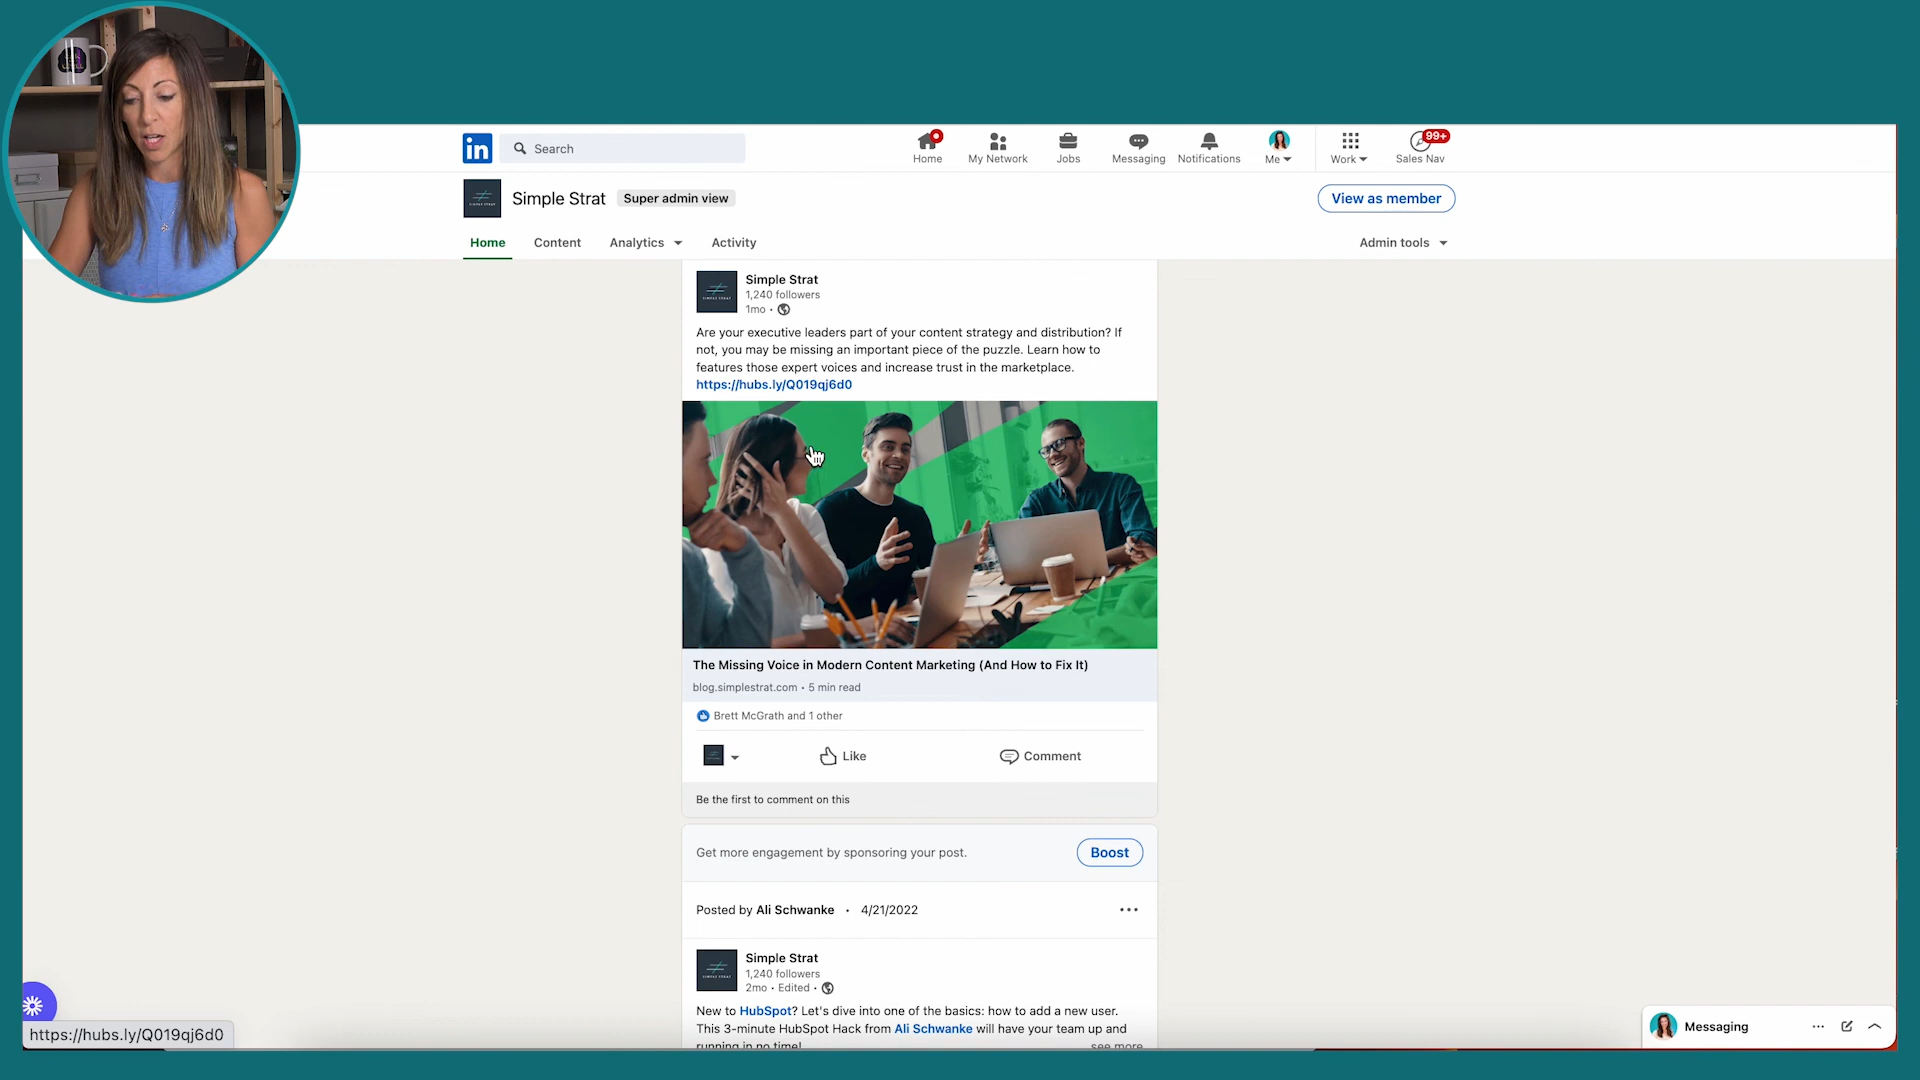 in
Search
Home
My Network
Jobs
Messaging
Notifications
Me
Work
99+
Sales Nav
Simple Strat
Super admin view
View as member
Home
Content
Analytics
Activity
Admin tools
Simple Strat
1,240 followers
1mo •
Are your executive leaders part of your content strategy and distribution? If
not, you may be missing an important piece of the puzzle. Learn how to
features those expert voices and increase trust in the marketplace.
https://hubs.ly/Q019qj6d0
The Missing Voice in Modern Content Marketing (And How to Fix It)
blog.simplestrat.com • 5 min read
Brett McGrath and 1 other
Like
Comment
Be the first to comment on this
Get more engagement by sponsoring your post.
Boost
Posted by Ali Schwanke • 4/21/2022
Simple Strat
1,240 followers
2mo • Edited •
New to HubSpot? Let's dive into one of the basics: how to add a new user.
This 3-minute HubSpot Hack from Ali Schwanke will have your team up and
running in no time!
see more
https://hubs.ly/Q019qj6d0
Messaging